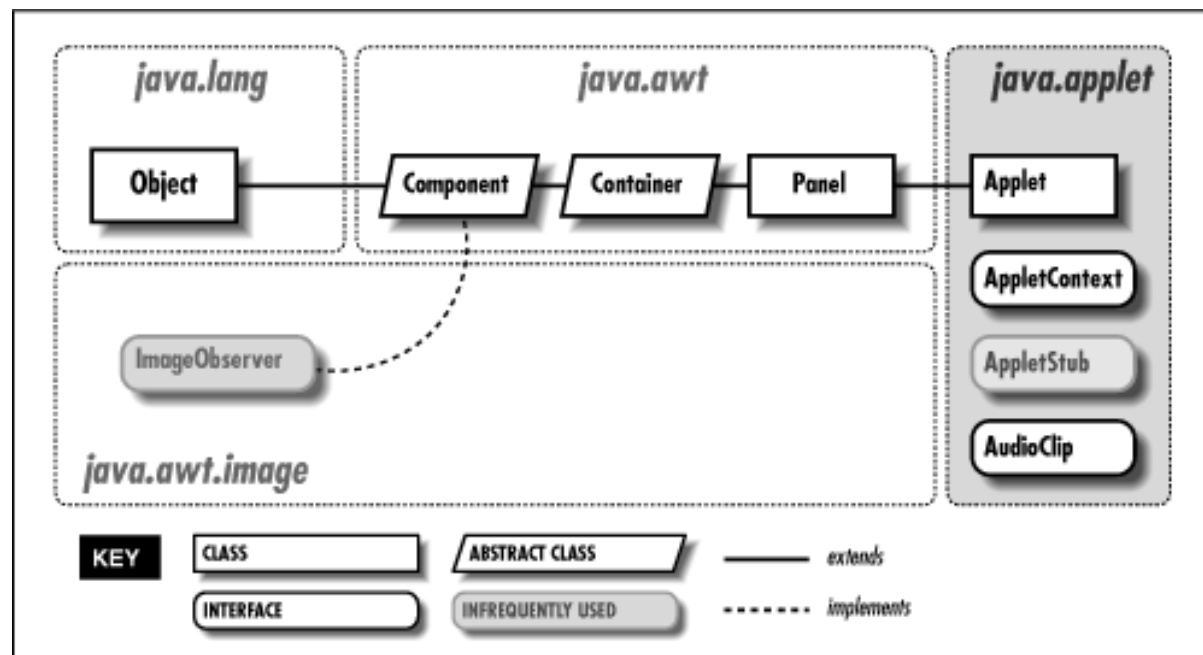 java.lang
java.awt
java.applet
Object
Component
Container
Panel
Applet
AppletContext
ImageObserver
AppletStub
AudioClip
java.awt.image
KEY
CLASS
ABSTRACT CLASS
extends
INTERFACE
INFREQUENTLY USED
implements